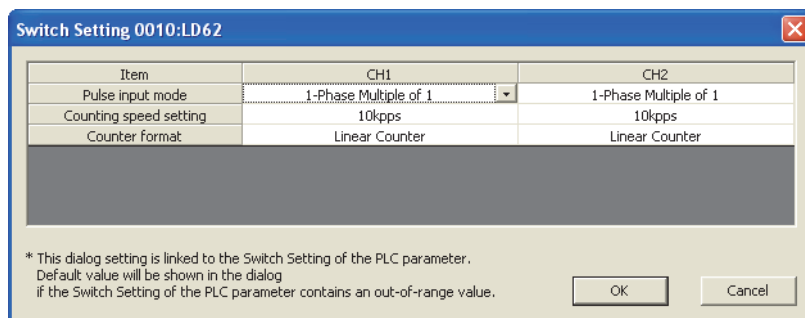 Switch Setting 0010:LD62
Item CH1 CH2
Pulse input mode 1-Phase Multiple of 1 1-Phase Multiple of 1
Counting speed setting 10kpps 10kpps
Counter format Linear Counter Linear Counter
* This dialog setting is linked to the Switch Setting of the PLC parameter.
Default value will be shown in the dialog
if the Switch Setting of the PLC parameter contains an out-of-range value.
OK Cancel